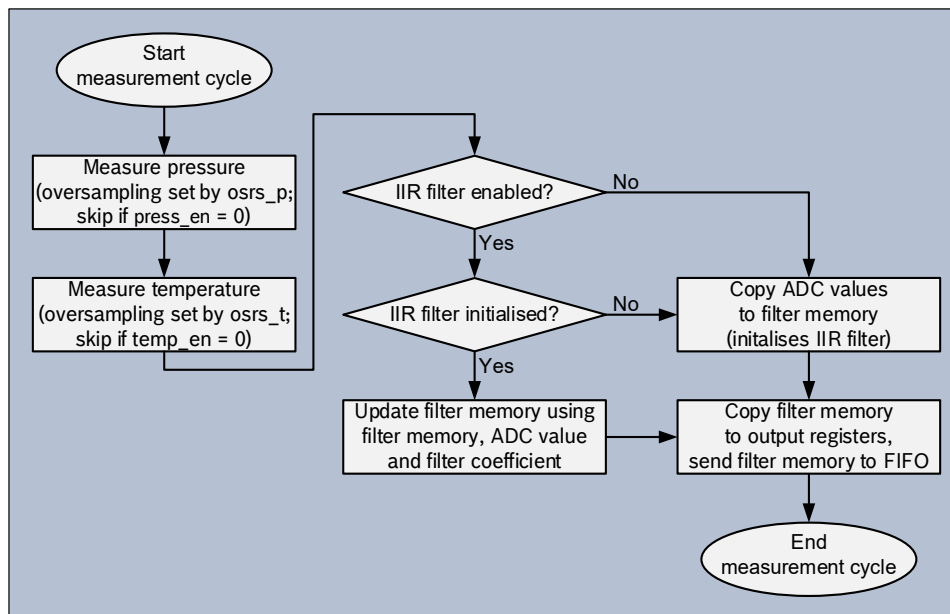 Start
measurement cycle
Measure pressure
(oversampling set by osrs_p;
skip if press_en = 0)
Measure temperature
(oversampling set by osrs_t;
skip if temp_en = 0)
IIR filter enabled?
No
Yes
IIR filter initialised?
No
Yes
Copy ADC values
to filter memory
(initalises IIR filter)
Update filter memory using
filter memory, ADC value
and filter coefficient
Copy filter memory
to output registers,
send filter memory to FIFO
End
measurement cycle